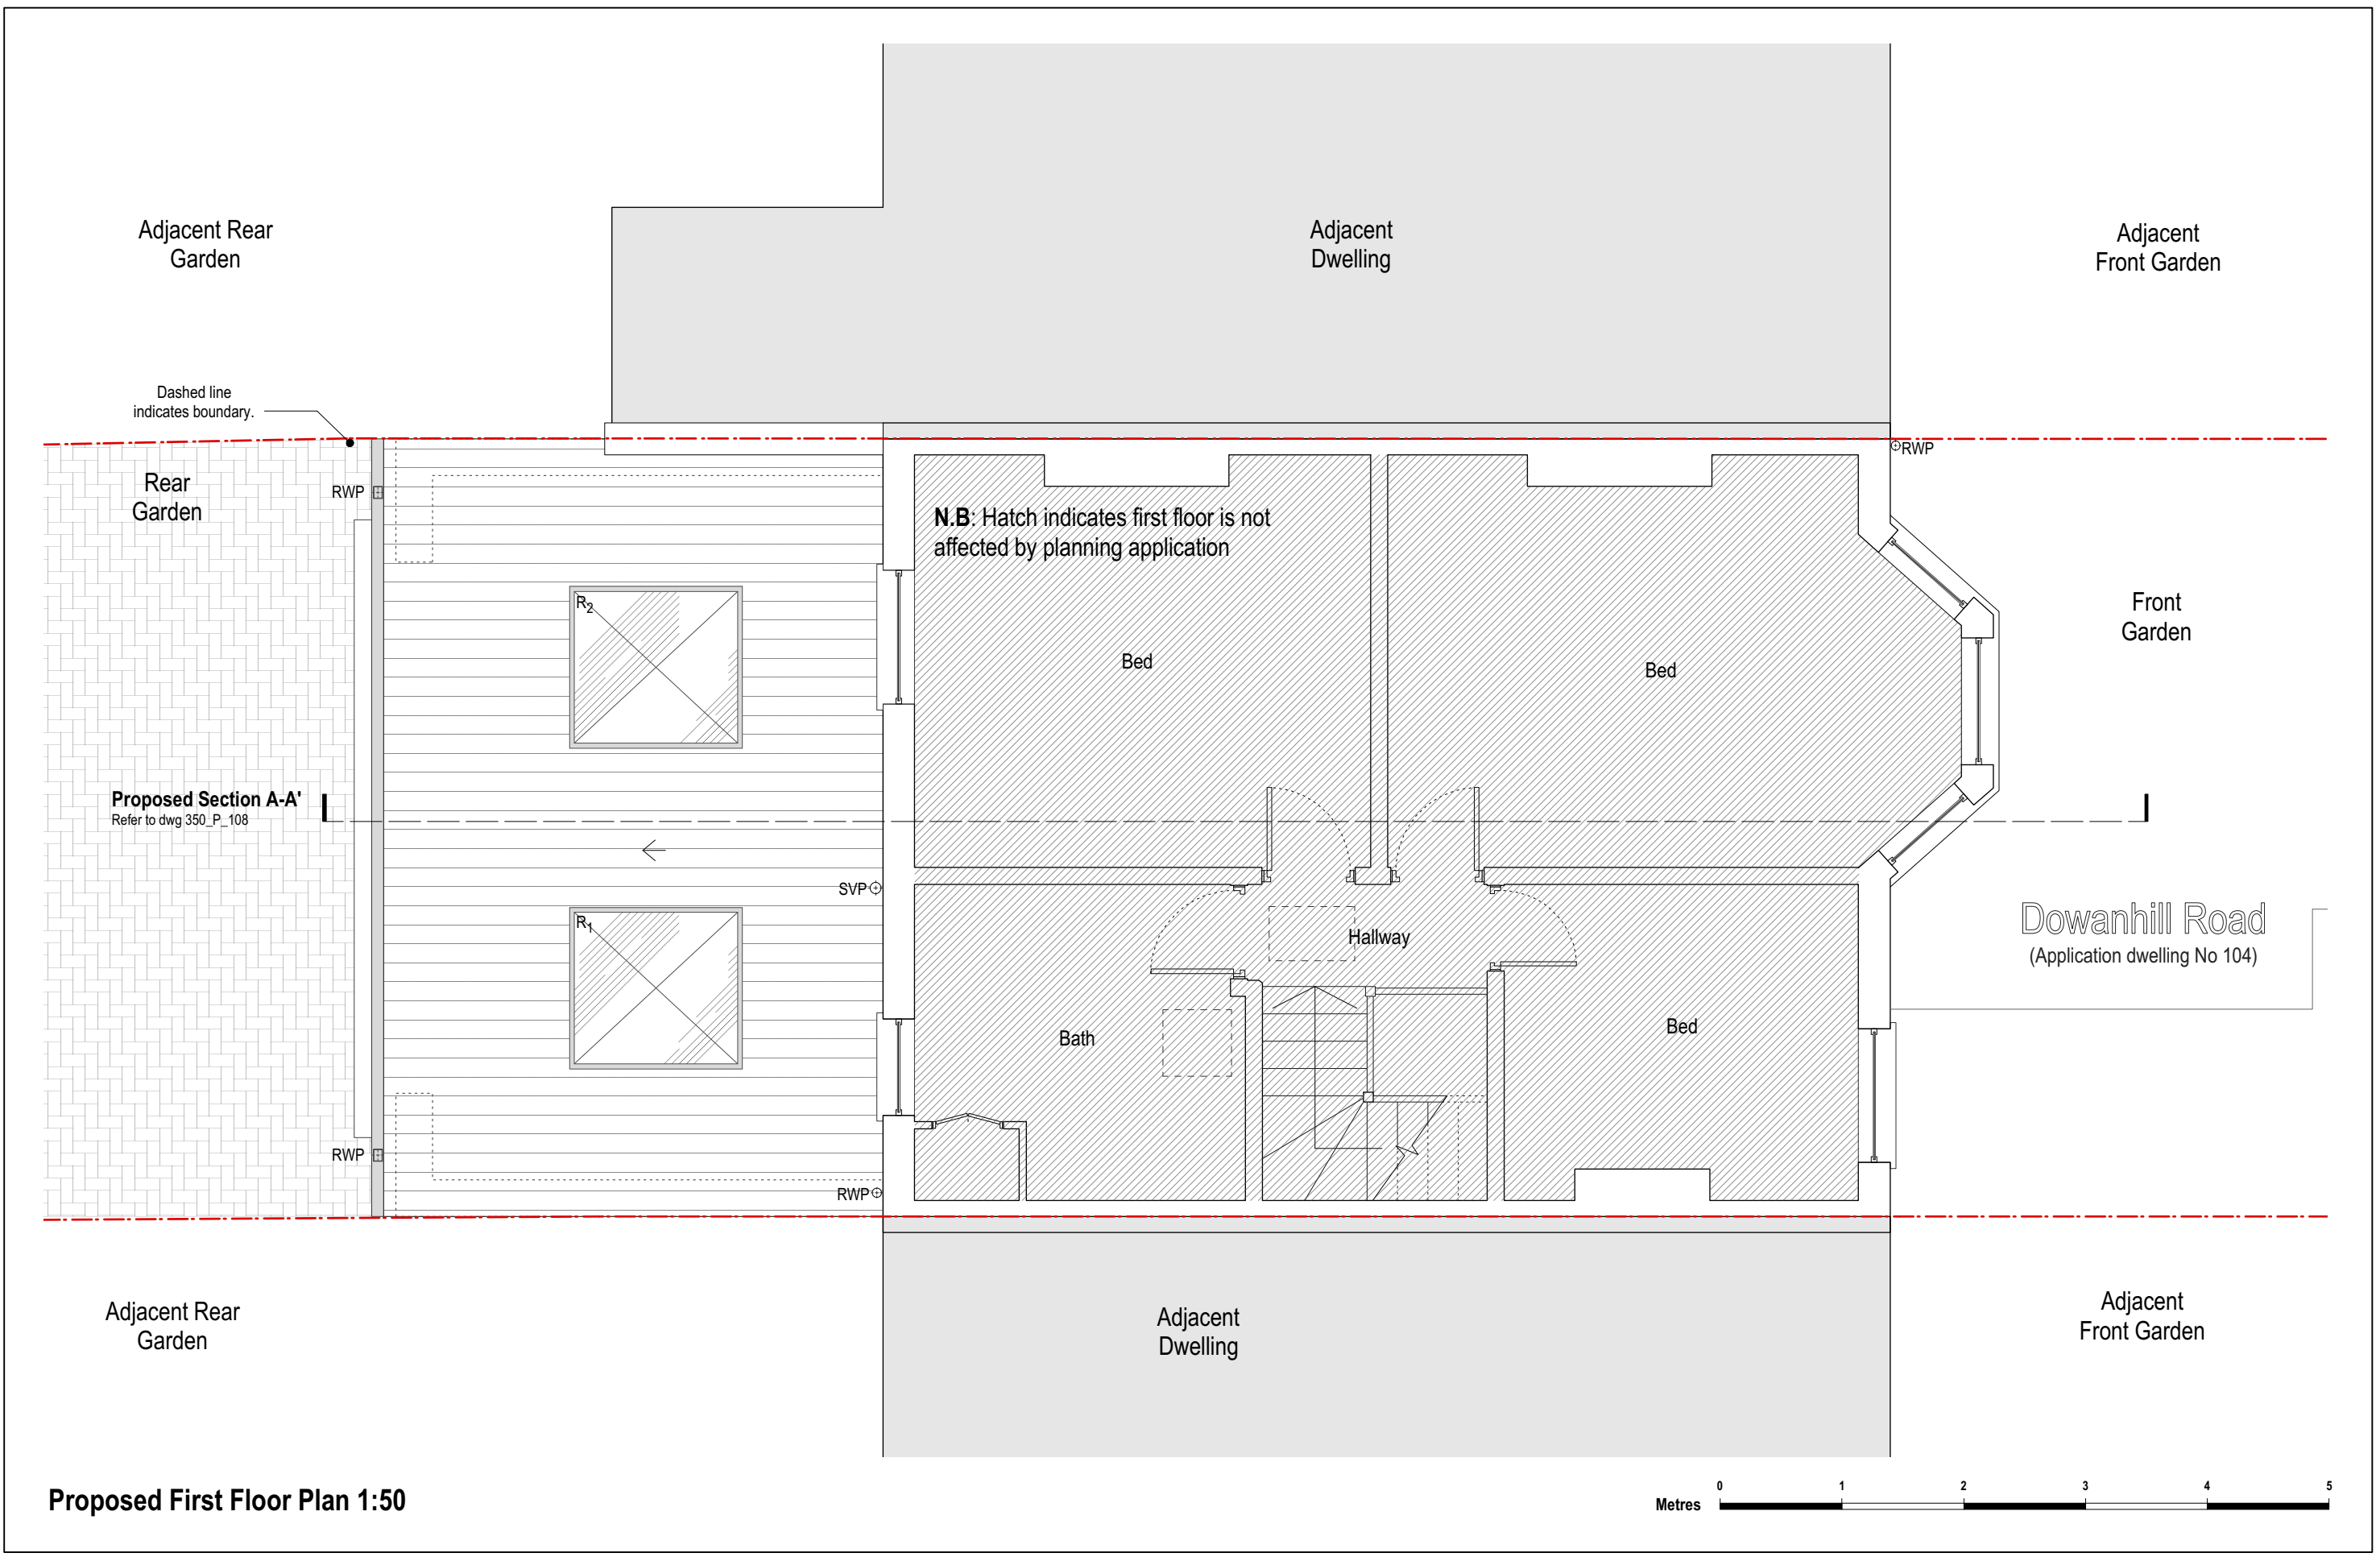 Adjacent Rear
Garden
Adjacent
Dwelling
Adjacent
Front Garden
Dashed line
indicates boundary.
RWP
Rear
Garden
RWP
N.B: Hatch indicates first floor is not
affected by planning application
R2
Bed
Bed
Front
Garden
Proposed Section A-A'
Refer to dwg 350_P_108
SVP
R1
Hallway
Dowanhill Road
(Application dwelling No 104)
Bath
Bed
RWP
RWP
Adjacent Rear
Garden
Adjacent
Dwelling
Adjacent
Front Garden
Proposed First Floor Plan 1:50
Metres
0 1 2 3 4 5